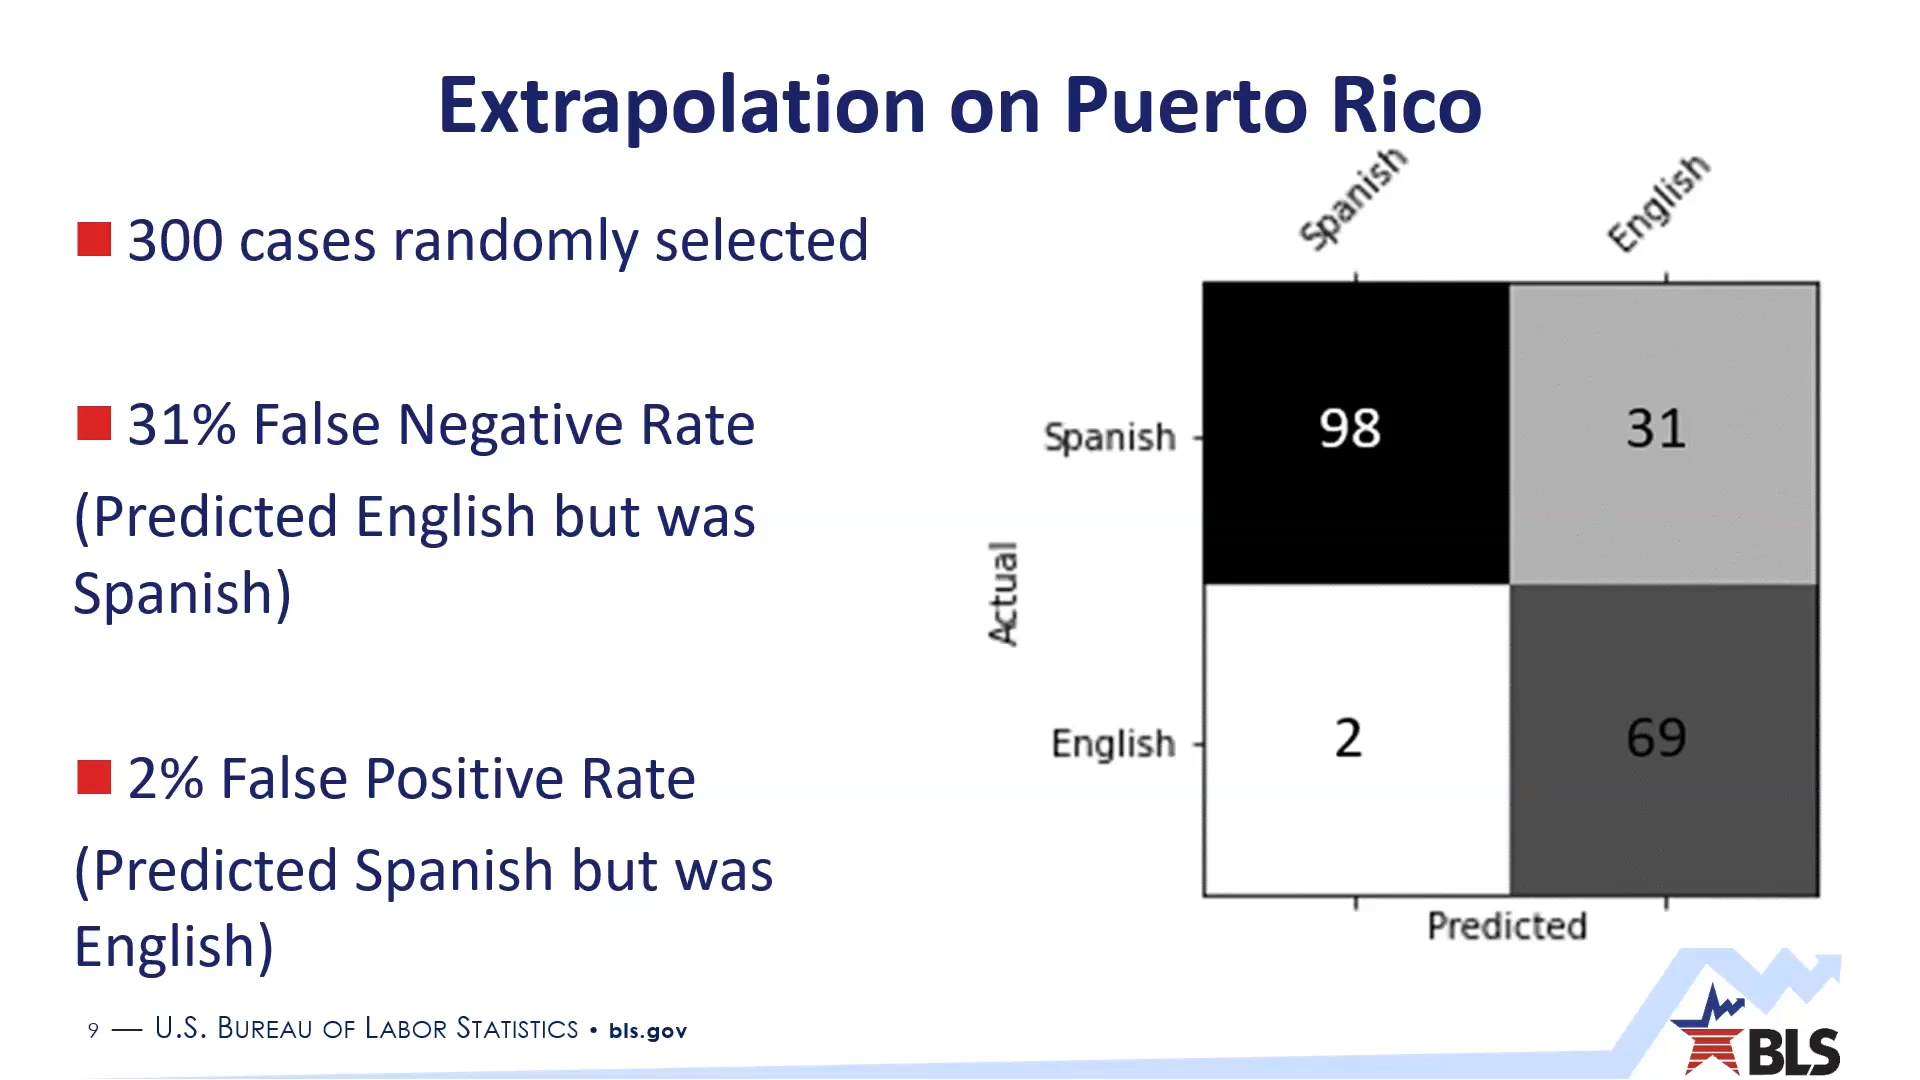 Extrapolation on Puerto Rico
300 cases randomly selected
31% False Negative Rate
(Predicted English but was
Spanish)
2% False Positive Rate
(Predicted Spanish but was
English)
Spanish
English
Spanish
98
31
Actual
English
2
69
Predicted
9 — U.S. BUREAU OF LABOR STATISTICS • bls.gov
BLS